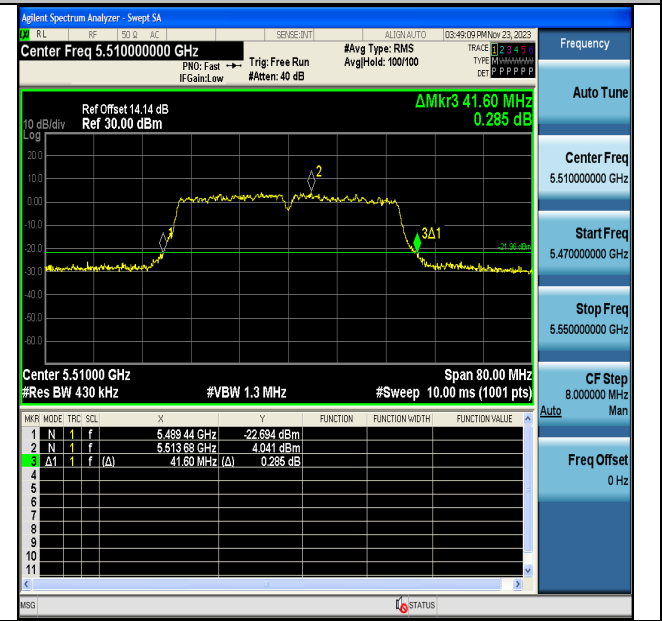 Agilent Spectrum Analyzer - Swept SA
RL RF 50 Ω AC SENSE:INT ALIGN AUTO 03:49:09 PM Nov 23, 2023
Center Freq 5.510000000 GHz
PNO: Fast
IFGain:Low
Trig: Free Run
#Atten: 40 dB
#Avg Type: RMS
Avg|Hold: 100/100
TRACE 1 2 3 4 5 6
TYPE M
DET P P P P P P
Frequency
Auto Tune
Center Freq
5.510000000 GHz
Start Freq
5.470000000 GHz
Stop Freq
5.550000000 GHz
CF Step
8.000000 MHz
Auto Man
Freq Offset
0 Hz
ΔMkr3 41.60 MHz
0.285 dB
Ref Offset 14.14 dB
10 dB/div Ref 30.00 dBm
Log
20.0
10.0
0.00
-10.0
-20.0
-30.0
-40.0
-50.0
-60.0
1
2
3Δ1
-21.96 dBm
Center 5.51000 GHz Span 80.00 MHz
#Res BW 430 kHz #VBW 1.3 MHz #Sweep 10.00 ms (1001 pts)
MKR MODE TRC SCL X Y FUNCTION FUNCTION WIDTH FUNCTION VALUE
1 N 1 f 5.489 44 GHz -22.694 dBm
2 N 1 f 5.513 68 GHz 4.041 dBm
3 Δ1 1 f (Δ) 41.60 MHz (Δ) 0.285 dB
4
5
6
7
8
9
10
11
MSG STATUS